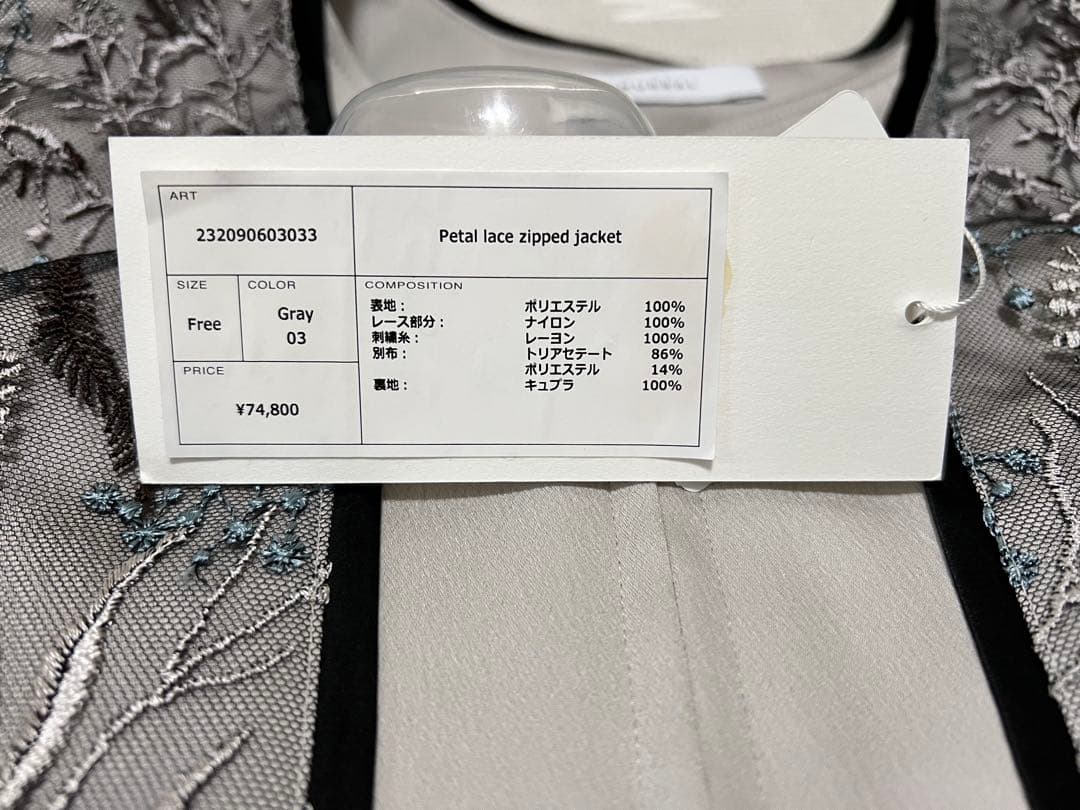 ART
232090603033
Petal lace zipped jacket
SIZE
Free
COLOR
Gray
03
PRICE
¥74,800
COMPOSITION
表地： ポリエステル 100%
レース部分： ナイロン 100%
刺繍糸： レーヨン 100%
別布： トリアセテート 86%
ポリエステル 14%
裏地： キュプラ 100%